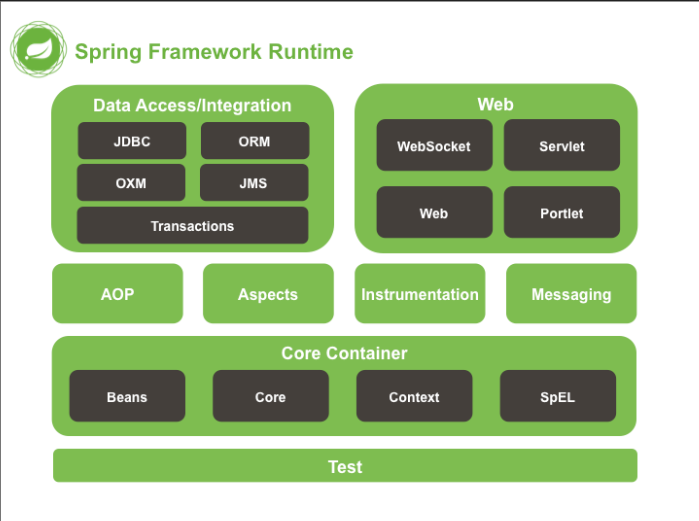 Spring Framework Runtime
Data Access/Integration
JDBC
ORM
OXM
JMS
Transactions
Web
WebSocket
Servlet
Web
Portlet
AOP
Aspects
Instrumentation
Messaging
Core Container
Beans
Core
Context
SpEL
Test